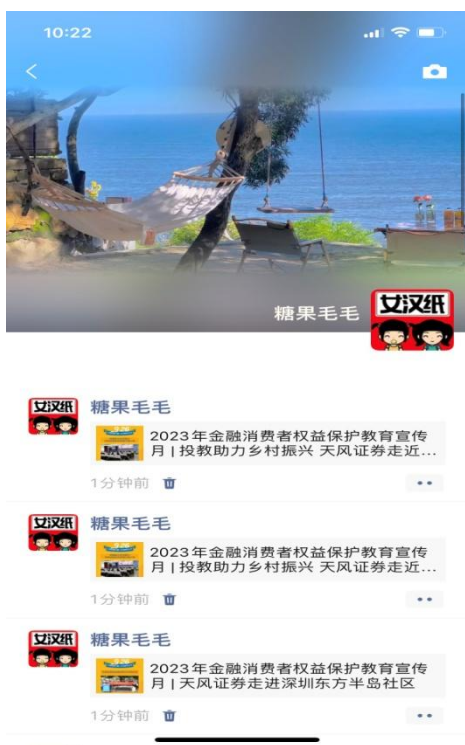 10:22
糖果毛毛
女汉纸
女汉纸
糖果毛毛
2023年金融消费者权益保护教育宣传
月 | 投教助力乡村振兴 天风证券走近...
1分钟前
女汉纸
糖果毛毛
2023年金融消费者权益保护教育宣传
月 | 投教助力乡村振兴 天风证券走近...
1分钟前
女汉纸
糖果毛毛
2023年金融消费者权益保护教育宣传
月 | 天风证券走进深圳东方半岛社区
1分钟前